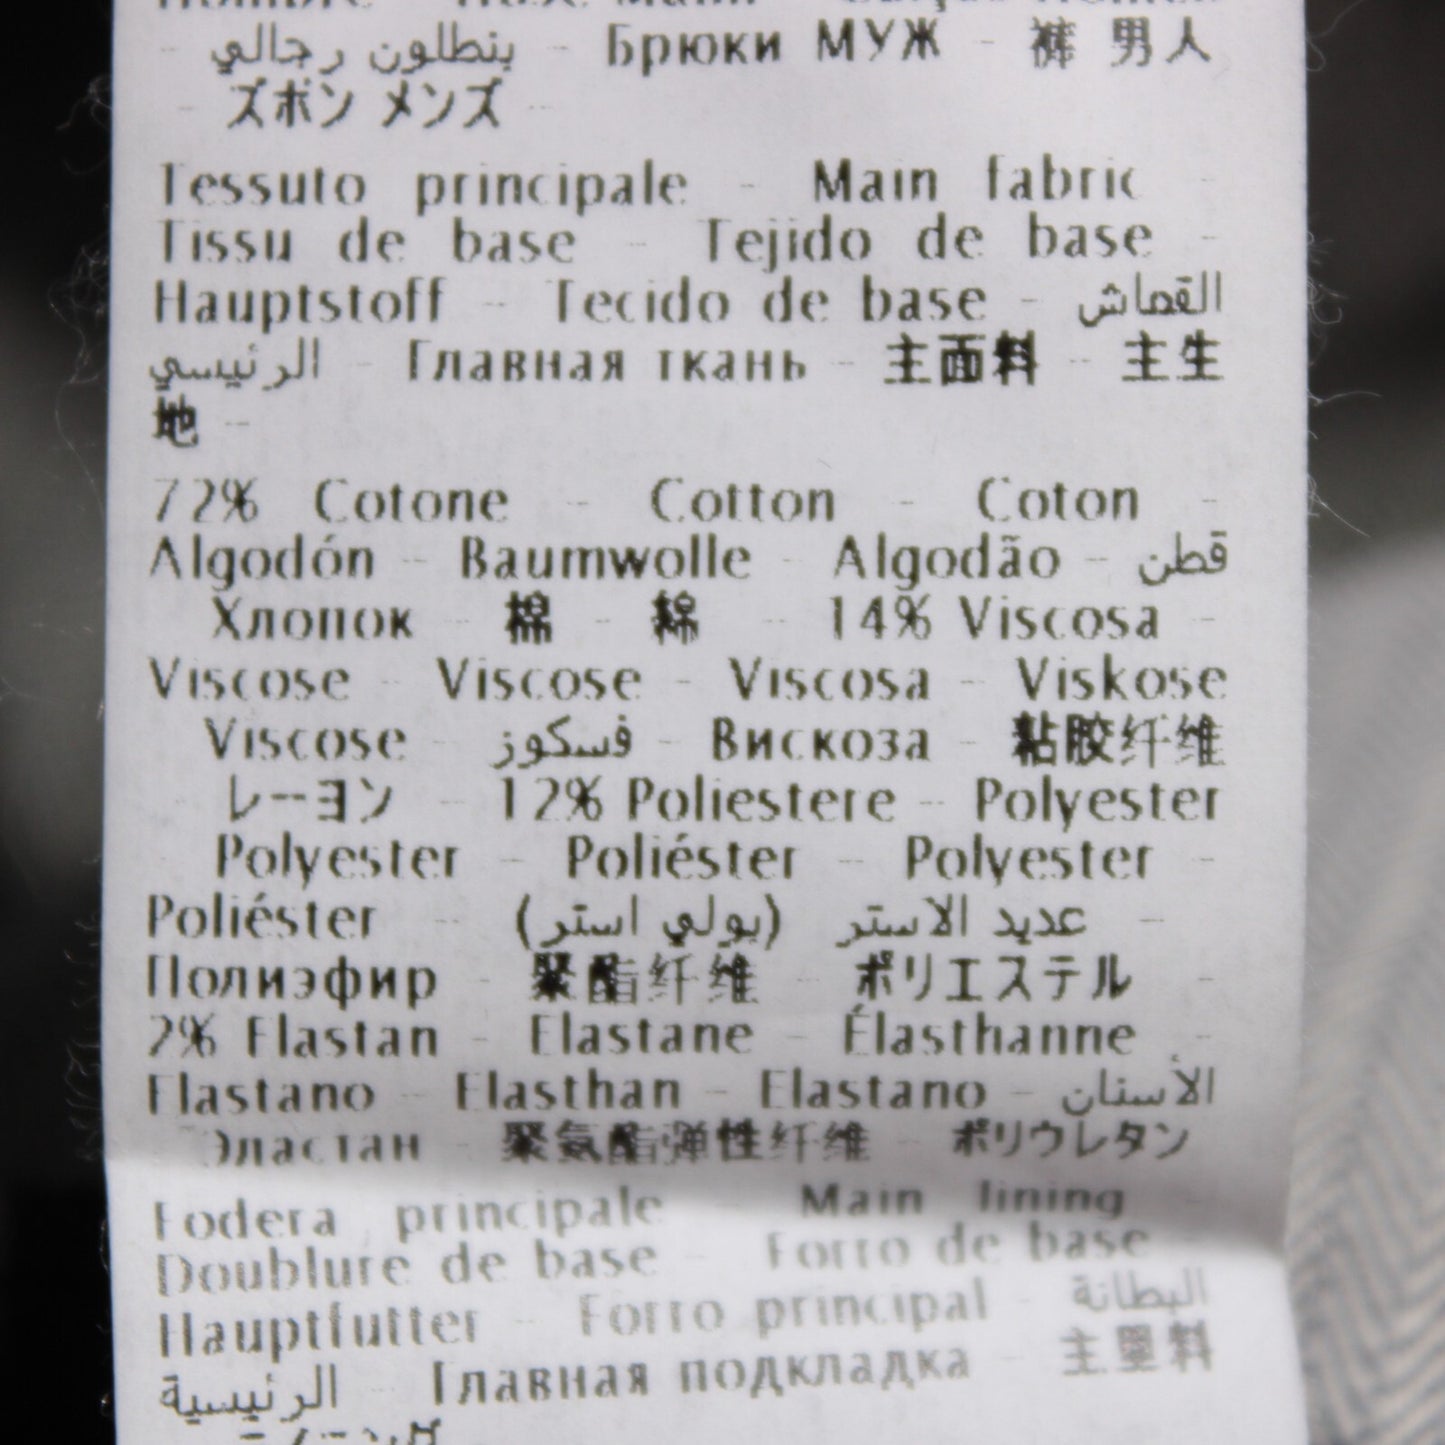 - بنطلون رجالي - Брюки МУЖ - 裤 男人
- ズボン メンズ -
Tessuto principale - Main fabric -
Tissu de base - Tejido de base -
Hauptstoff - Tecido de base - القماش
الرئيسي - Главная ткань - 主面料 - 主生
地 -
72% Cotone - Cotton - Coton -
Algodón - Baumwolle - Algodão - قطن
- Хлопок - 棉 - 綿 - 14% Viscosa -
Viscose - Viscose - Viscosa - Viskose
- Viscose - فسكوز - Вискоза - 粘胶纤维
- レーヨン - 12% Poliestere - Polyester
- Polyester - Poliéster - Polyester -
Poliéster - عديد الاستر (بولي استر) -
Полиэфир - 聚酯纤维 - ポリエステル -
2% Elastan - Elastane - Élasthanne -
Elastano - Elasthan - Elastano - الأستان
- Эластан - 聚氨酯弹性纤维 - ポリウレタン
Fodera principale - Main lining -
Doublure de base - Forro de base -
Hauptfutter - Forro principal - البطانة
الرئيسية - Главная подкладка - 主里料